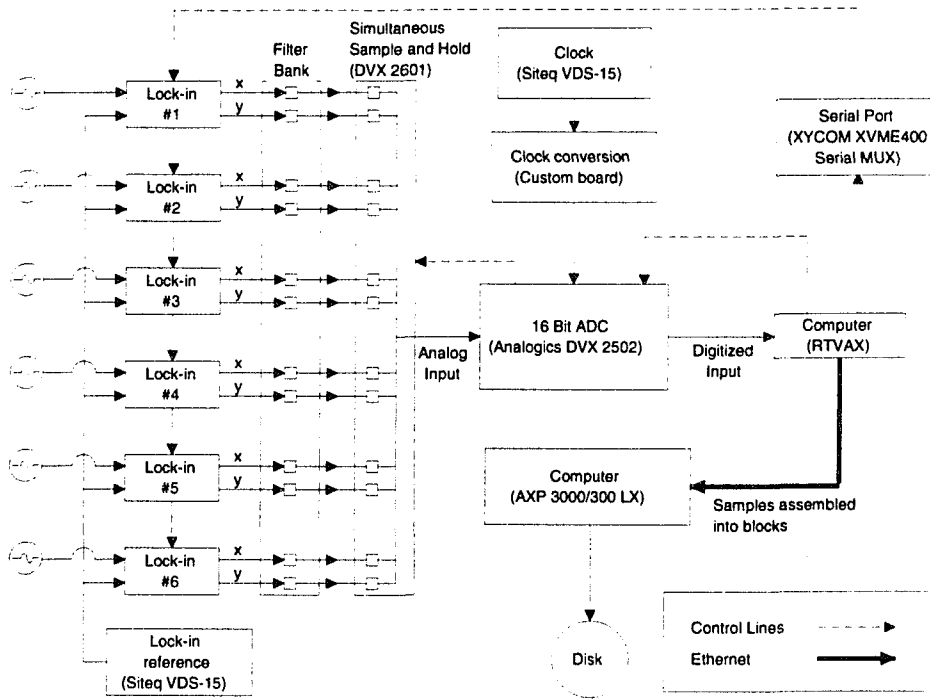 Filter
Bank
Simultaneous
Sample and Hold
(DVX 2601)
Clock
(Siteq VDS-15)
Clock conversion
(Custom board)
Serial Port
(XYCOM XVME400
Serial MUX)
Lock-in
#1
x
y
Lock-in
#2
x
y
Lock-in
#3
x
y
Lock-in
#4
x
y
Lock-in
#5
x
y
Lock-in
#6
x
y
Lock-in
reference
(Siteq VDS-15)
Analog
Input
16 Bit ADC
(Analogics DVX 2502)
Digitized
Input
Computer
(RTVAX)
Computer
(AXP 3000/300 LX)
Samples assembled
into blocks
Disk
Control Lines
Ethernet